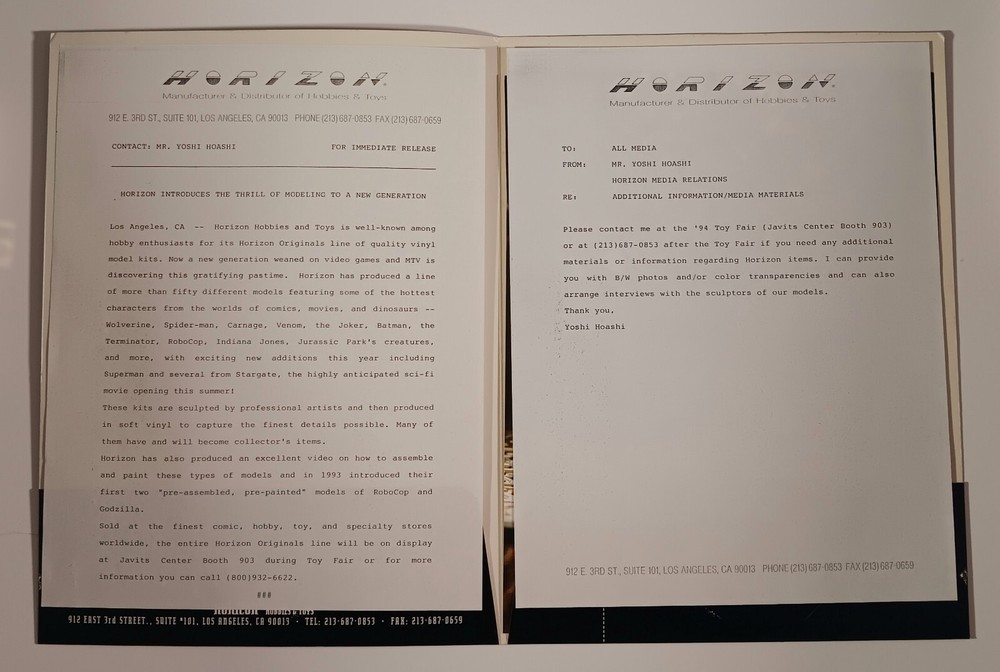 HORIZON®
Manufacturer & Distributor of Hobbies & Toys
912 E. 3RD ST., SUITE 101, LOS ANGELES, CA 90013 PHONE (213) 687-0853 FAX (213) 687-0659
CONTACT: MR. YOSHI HOASHI FOR IMMEDIATE RELEASE
HORIZON INTRODUCES THE THRILL OF MODELING TO A NEW GENERATION
Los Angeles, CA -- Horizon Hobbies and Toys is well-known among
hobby enthusiasts for its Horizon Originals line of quality vinyl
model kits. Now a new generation weaned on video games and MTV is
discovering this gratifying pastime. Horizon has produced a line
of more than fifty different models featuring some of the hottest
characters from the worlds of comics, movies, and dinosaurs --
Wolverine, Spider-man, Carnage, Venom, the Joker, Batman, the
Terminator, RoboCop, Indiana Jones, Jurassic Park's creatures,
and more, with exciting new additions this year including
Superman and several from Stargate, the highly anticipated sci-fi
movie opening this summer!
These kits are sculpted by professional artists and then produced
in soft vinyl to capture the finest details possible. Many of
them have and will become collector's items.
Horizon has also produced an excellent video on how to assemble
and paint these types of models and in 1993 introduced their
first two "pre-assembled, pre-painted" models of RoboCop and
Godzilla.
Sold at the finest comic, hobby, toy, and specialty stores
worldwide, the entire Horizon Originals line will be on display
at Javits Center Booth 903 during Toy Fair or for more
information you can call (800)932-6622.
###
HORIZON HOBBIES & TOYS
912 EAST 3rd STREET., SUITE #101, LOS ANGELES, CA 90013 · TEL: 213-687-0853 · FAX: 213-687-0659
HORIZON®
Manufacturer & Distributor of Hobbies & Toys
TO: ALL MEDIA
FROM: MR. YOSHI HOASHI
HORIZON MEDIA RELATIONS
RE: ADDITIONAL INFORMATION/MEDIA MATERIALS
Please contact me at the '94 Toy Fair (Javits Center Booth 903)
or at (213)687-0853 after the Toy Fair if you need any additional
materials or information regarding Horizon items. I can provide
you with B/W photos and/or color transparencies and can also
arrange interviews with the sculptors of our models.
Thank you,
Yoshi Hoashi
912 E. 3RD ST., SUITE 101, LOS ANGELES, CA 90013 PHONE (213) 687-0853 FAX (213) 687-0659